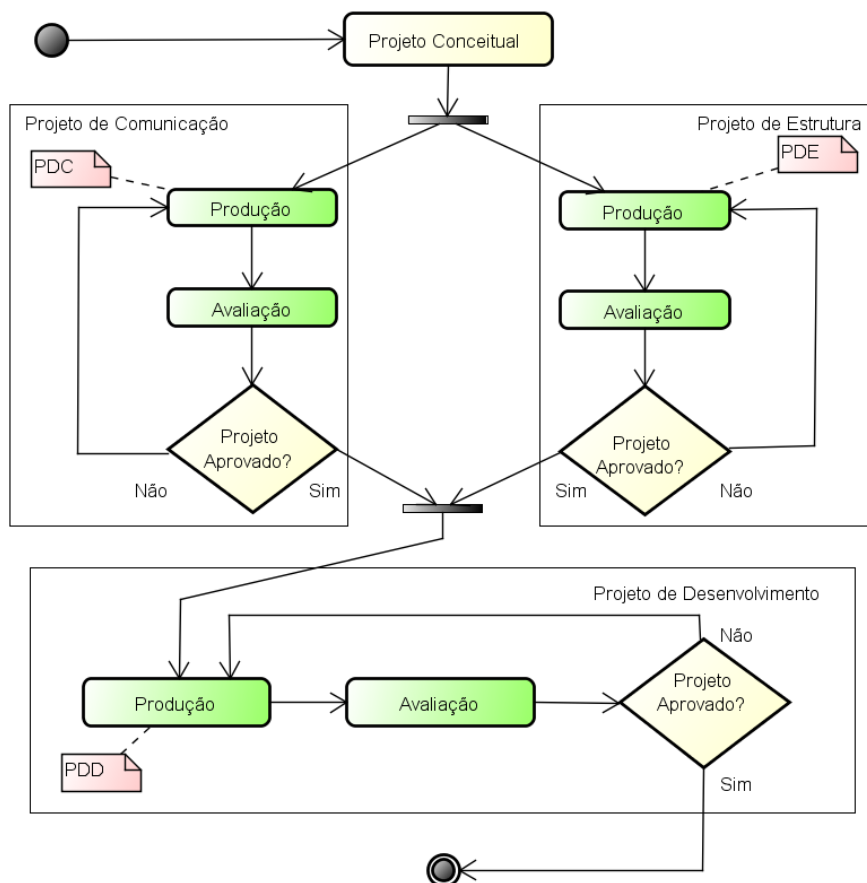 Projeto Conceitual
Projeto de Comunicação
PDC
Produção
Avaliação
Projeto
Aprovado?
Não
Sim
Projeto de Estrutura
PDE
Produção
Avaliação
Projeto
Aprovado?
Sim
Não
Projeto de Desenvolvimento
Produção
PDD
Avaliação
Projeto
Aprovado?
Não
Sim